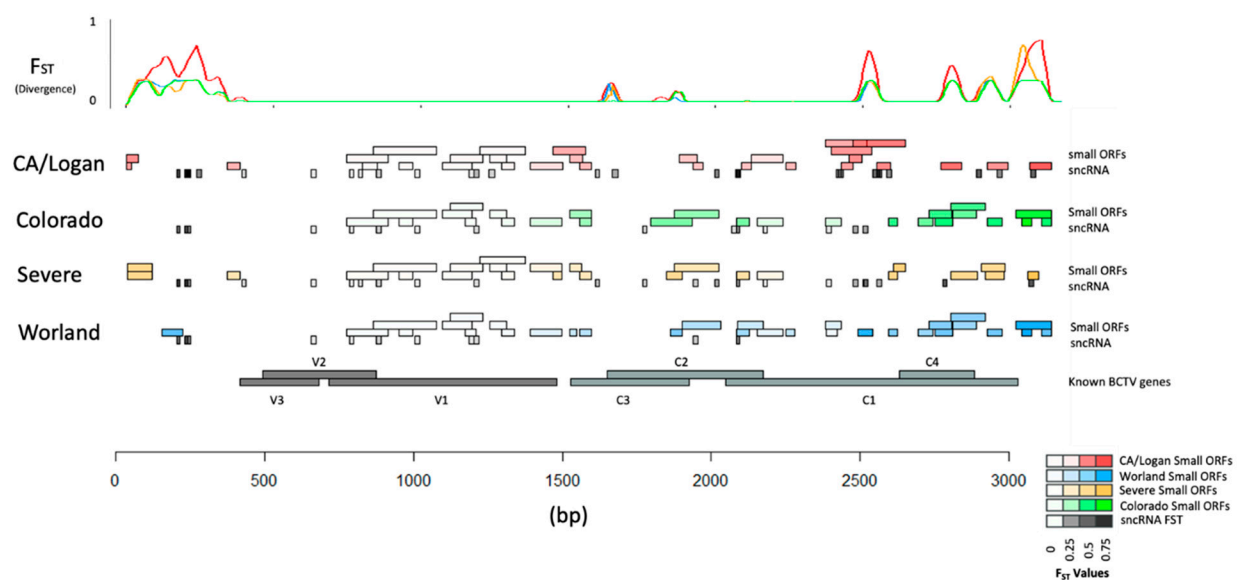 1
FST
(Divergence)
0
CA/Logan
small ORFs
sncRNA
Colorado
Small ORFs
sncRNA
Severe
Small ORFs
sncRNA
Worland
Small ORFs
sncRNA
V2
C2
C4
Known BCTV genes
V3
V1
C3
C1
0
500
1000
1500
2000
2500
3000
(bp)
CA/Logan Small ORFs
Worland Small ORFs
Severe Small ORFs
Colorado Small ORFs
sncRNA FST
0
0.25
0.5
0.75
FST Values